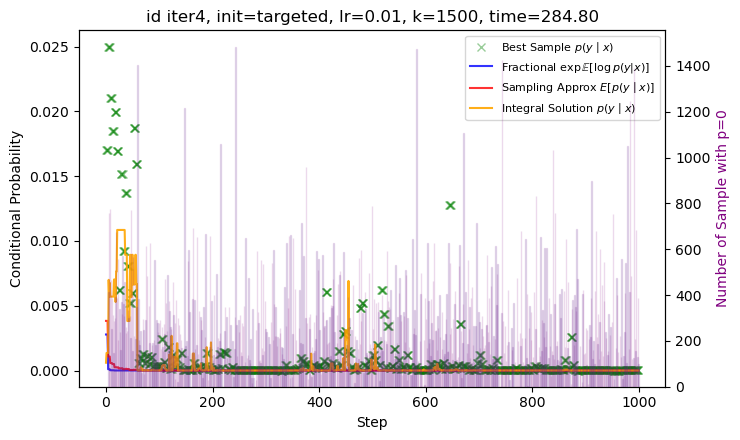 id iter4, init=targeted, lr=0.01, k=1500, time=284.80
Best Sample p(y | x)
Fractional exp𝔼[log p(y|x)]
Sampling Approx E[p(y | x)]
Integral Solution p(y | x)
Conditional Probability
0.025
0.020
0.015
0.010
0.005
0.000
1400
1200
1000
800
600
400
200
0
Number of Sample with p=0
0 200 400 600 800 1000
Step